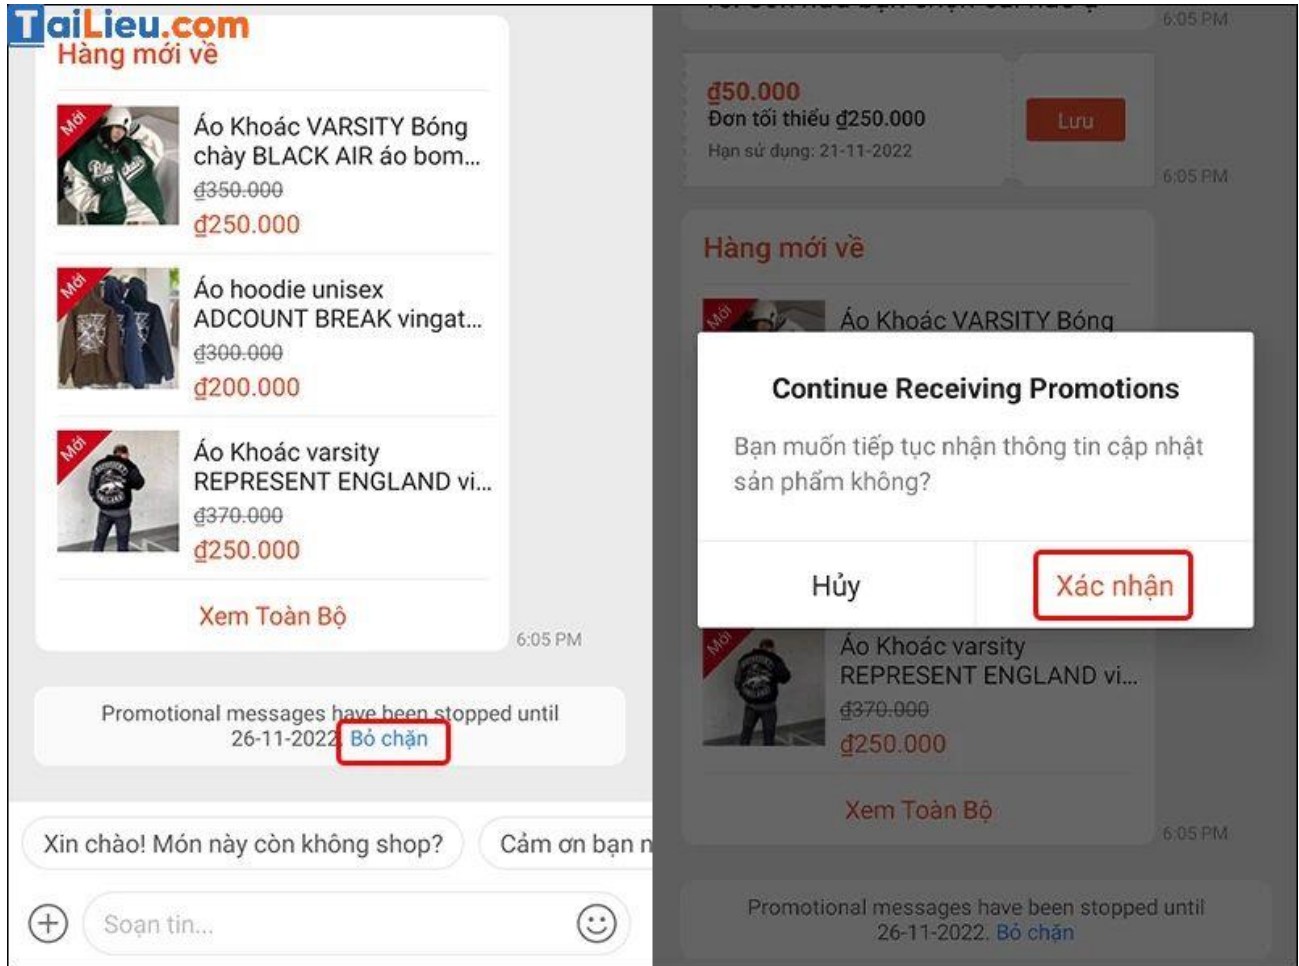 TaiLieu.com
Hàng mới về
Mới
Áo Khoác VARSITY Bóng
chày BLACK AIR áo bom...
₫350.000
₫250.000
Mới
Áo hoodie unisex
ADCOUNT BREAK vingat...
₫300.000
₫200.000
Mới
Áo Khoác varsity
REPRESENT ENGLAND vi...
₫370.000
₫250.000
Xem Toàn Bộ
6:05 PM
Promotional messages have been stopped until
26-11-2022. Bỏ chặn
Xin chào! Món này còn không shop?
Cảm ơn bạn n
Soạn tin...
6:05 PM
₫50.000
Đơn tối thiểu ₫250.000
Hạn sử dụng: 21-11-2022
Lưu
6:05 PM
Hàng mới về
Mới
Áo Khoác VARSITY Bóng
Continue Receiving Promotions
Bạn muốn tiếp tục nhận thông tin cập nhật
sản phẩm không?
Hủy
Xác nhận
Mới
Áo Khoác varsity
REPRESENT ENGLAND vi...
₫370.000
₫250.000
Xem Toàn Bộ
6:05 PM
Promotional messages have been stopped until
26-11-2022. Bỏ chặn